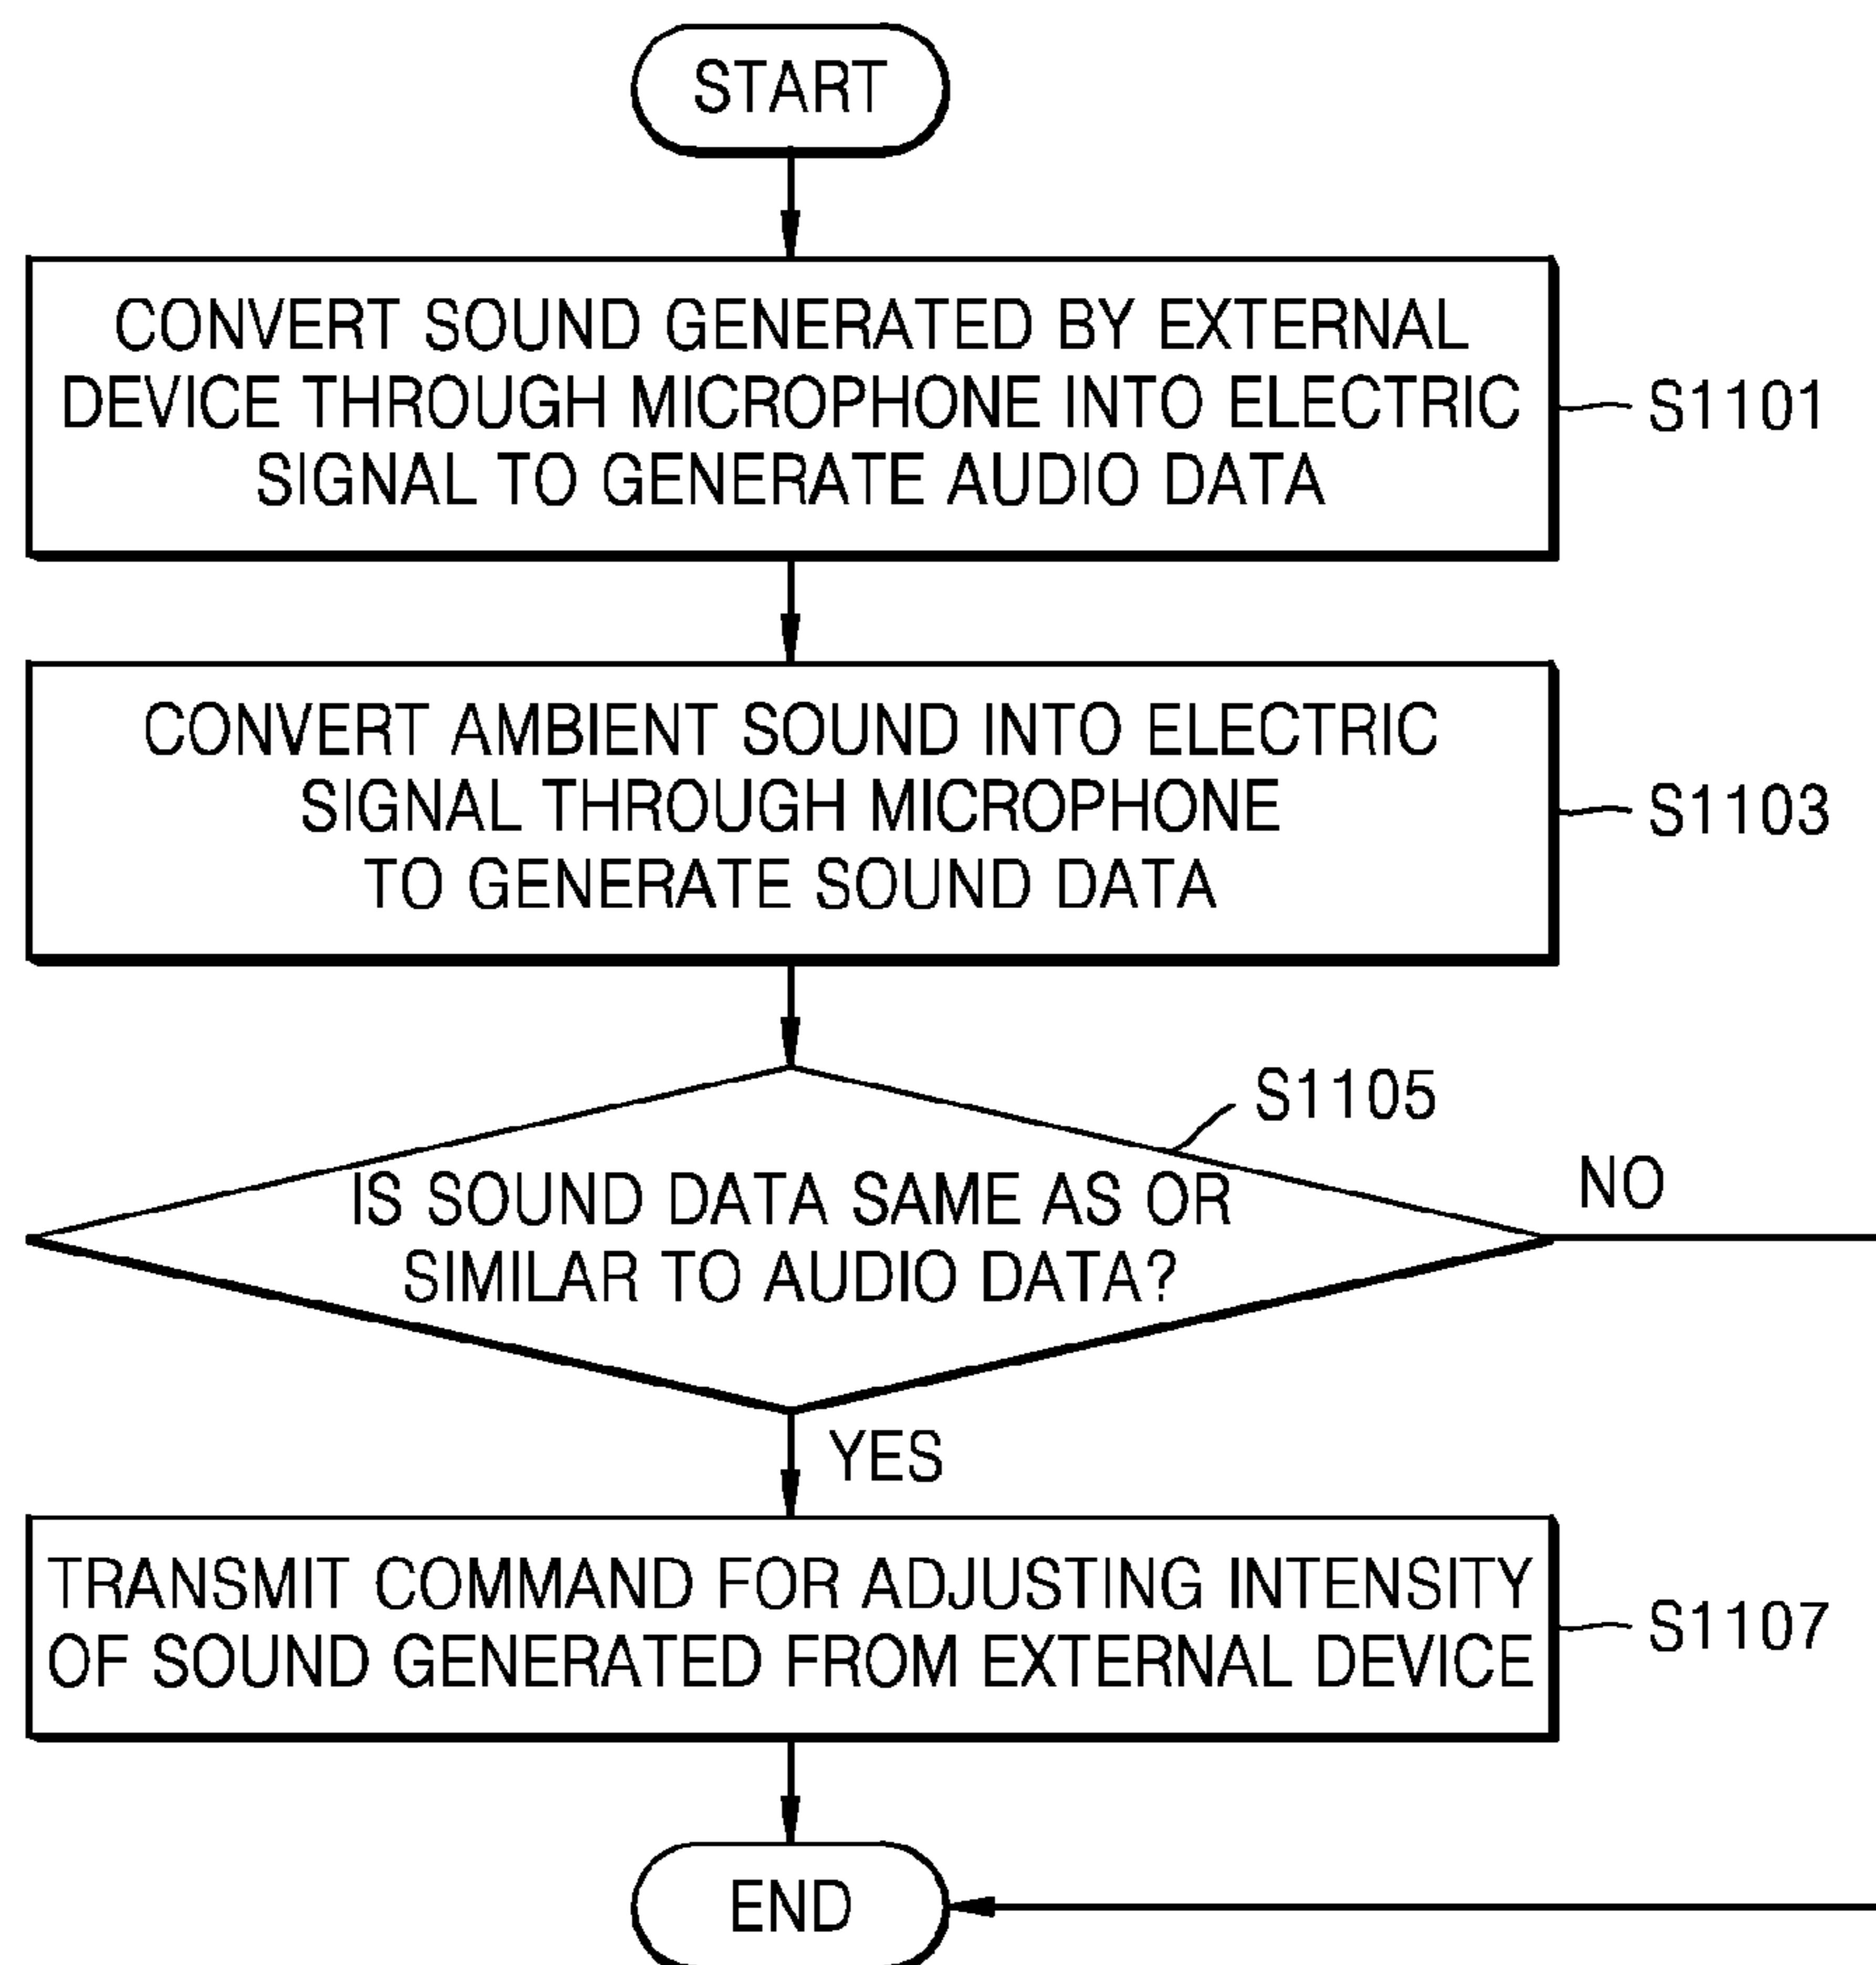 START
CONVERT SOUND GENERATED BY EXTERNAL
DEVICE THROUGH MICROPHONE INTO ELECTRIC
SIGNAL TO GENERATE AUDIO DATA
S1101
CONVERT AMBIENT SOUND INTO ELECTRIC
SIGNAL THROUGH MICROPHONE
TO GENERATE SOUND DATA
S1103
S1105
IS SOUND DATA SAME AS OR
SIMILAR TO AUDIO DATA?
NO
YES
TRANSMIT COMMAND FOR ADJUSTING INTENSITY
OF SOUND GENERATED FROM EXTERNAL DEVICE
S1107
END